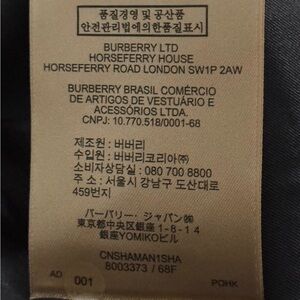 품질경영 및 공산품
안전관리법에의한품질표시
BURBERRY LTD
HORSEFERRY HOUSE
HORSEFERRY ROAD LONDON SW1P 2AW
BURBERRY BRASIL COMÉRCIO
DE ARTIGOS DE VESTUÁRIO E
ACESSÓRIOS LTDA.
CNPJ: 10.770.518/0001-68
제조원 : 버버리
수입원 : 버버리코리아㈜
소비자상담실 : 080 700 8800
주 소 : 서울시 강남구 도산대로
459번지
バーバリー・ジャパン㈱
東京都中央区銀座 1 - 8 - 1 4
銀座YOMIKOビル
CNSHAMAN1SHA
8003373 / 68F
AO 001 POHK